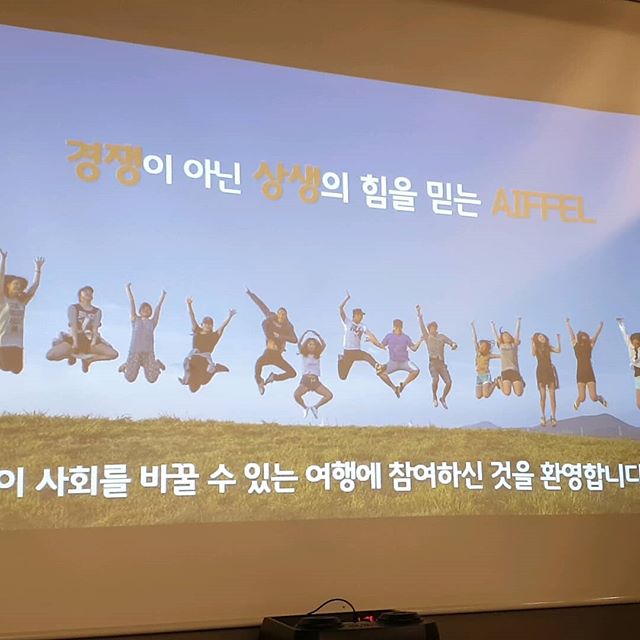 경쟁이 아닌 상생의 힘을 믿는 AIFFEL
이 사회를 바꿀 수 있는 여행에 참여하신 것을 환영합니다